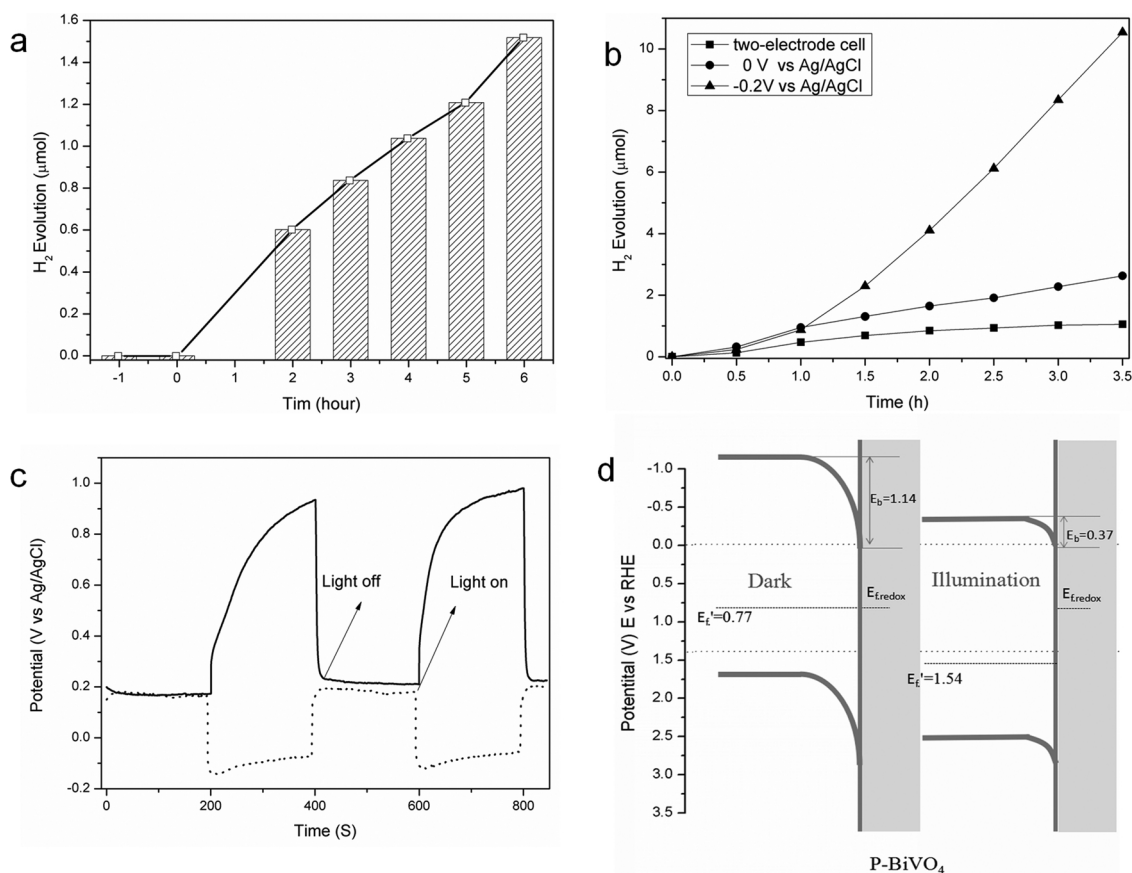 a
1.6
1.4
1.2
1.0
0.8
0.6
0.4
0.2
0.0
H2 Evolution (μmol)
-1 0 1 2 3 4 5 6
Tim (hour)
b
two-electrode cell
0 V vs Ag/AgCl
-0.2V vs Ag/AgCl
10
8
6
4
2
0
H2 Evolution (μmol)
0.0 0.5 1.0 1.5 2.0 2.5 3.0 3.5
Time (h)
c
1.0
0.8
0.6
0.4
0.2
0.0
-0.2
Potential (V vs Ag/AgCl)
Light off
Light on
0 200 400 600 800
Time (S)
d
-1.0
-0.5
0.0
0.5
1.0
1.5
2.0
2.5
3.0
3.5
Potentital (V) E vs RHE
Eb=1.14
Eb=0.37
Dark
Illumination
Ef.redox
Ef.redox
Ef.'=0.77
Ef.'=1.54
P-BiVO4